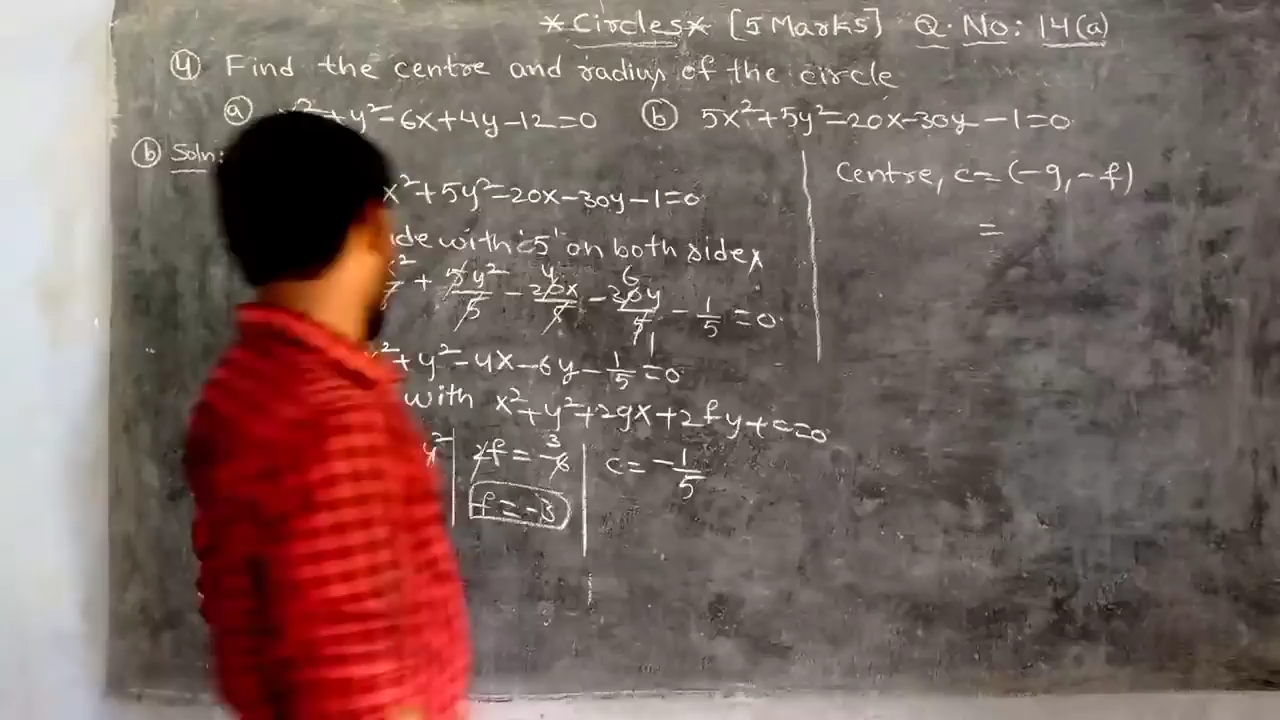 *Circles* [5 Marks] Q. No: 14(a)
④ Find the centre and radius of the circle
ⓐ x²+y²-6x+4y-12=0 ⓑ 5x²+5y²-20x-30y-1=0
ⓑ Soln:
x²+5y²-20x-30y-1=0
with '5' on both sides
+ 5y²/5 - 20x/5 - 30y/5 - 1/5 = 0
x²+y²-4x-6y-1/5=0
with x²+y²+2gx+2fy+c=0
2f = -6 3
c = -1/5
f = -3
Centre, c=(-g,-f)
=